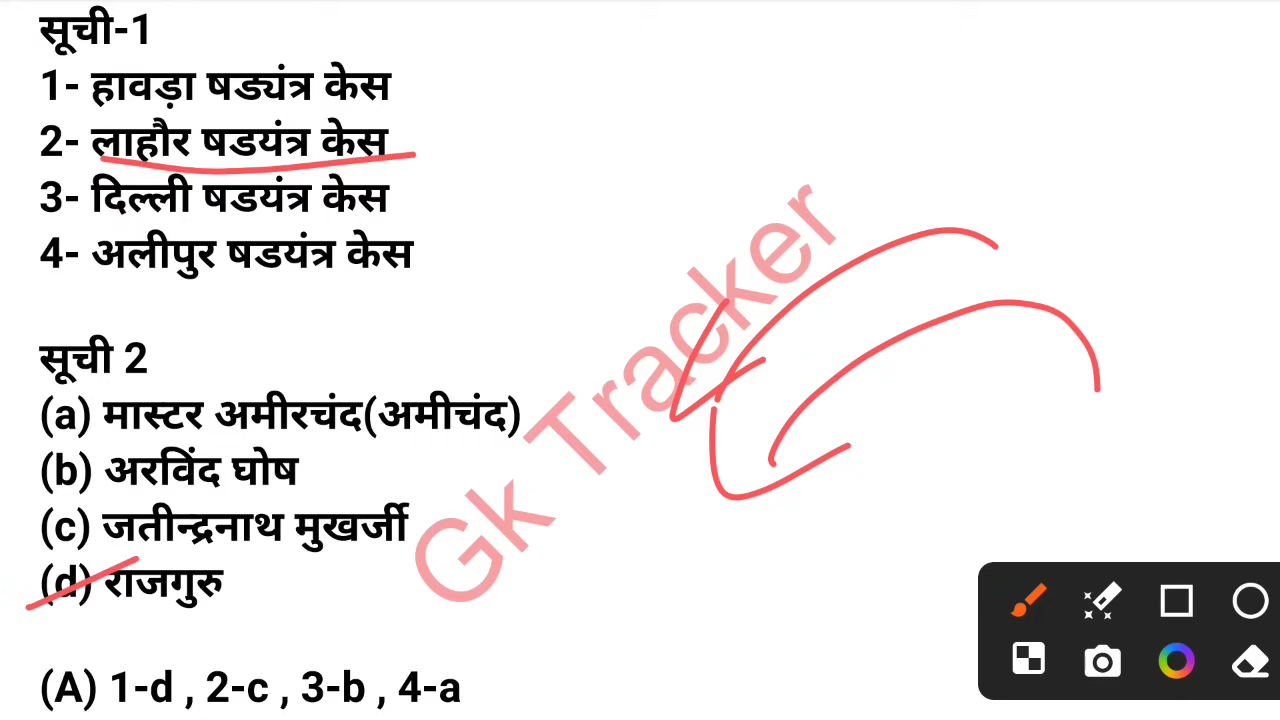 सूची-1
1- हावड़ा षड्यंत्र केस
2- लाहौर षडयंत्र केस
3- दिल्ली षडयंत्र केस
4- अलीपुर षडयंत्र केस
सूची 2
(a) मास्टर अमीरचंद(अमीचंद)
(b) अरविंद घोष
(c) जतीन्द्रनाथ मुखर्जी
(d) राजगुरु
(A) 1-d , 2-c , 3-b , 4-a
Gk Tracker